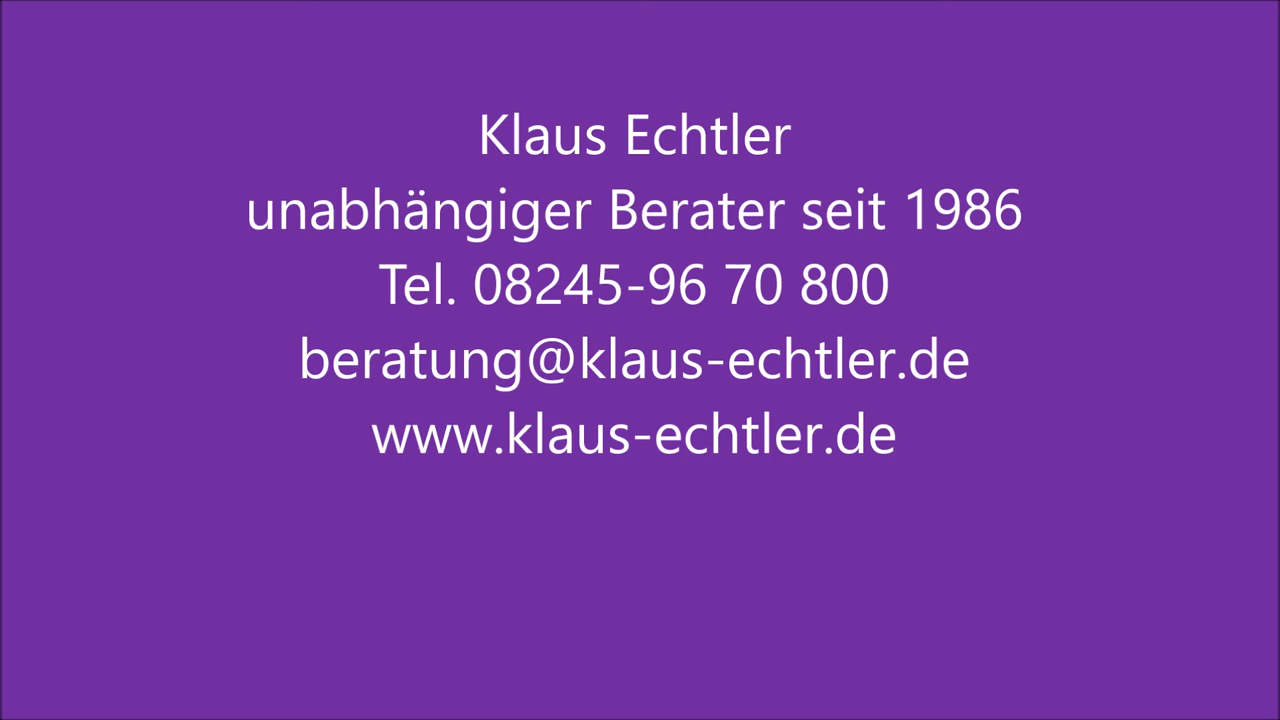 Klaus Echtler
unabhängiger Berater seit 1986
Tel. 08245-96 70 800
beratung@klaus-echtler.de
www.klaus-echtler.de